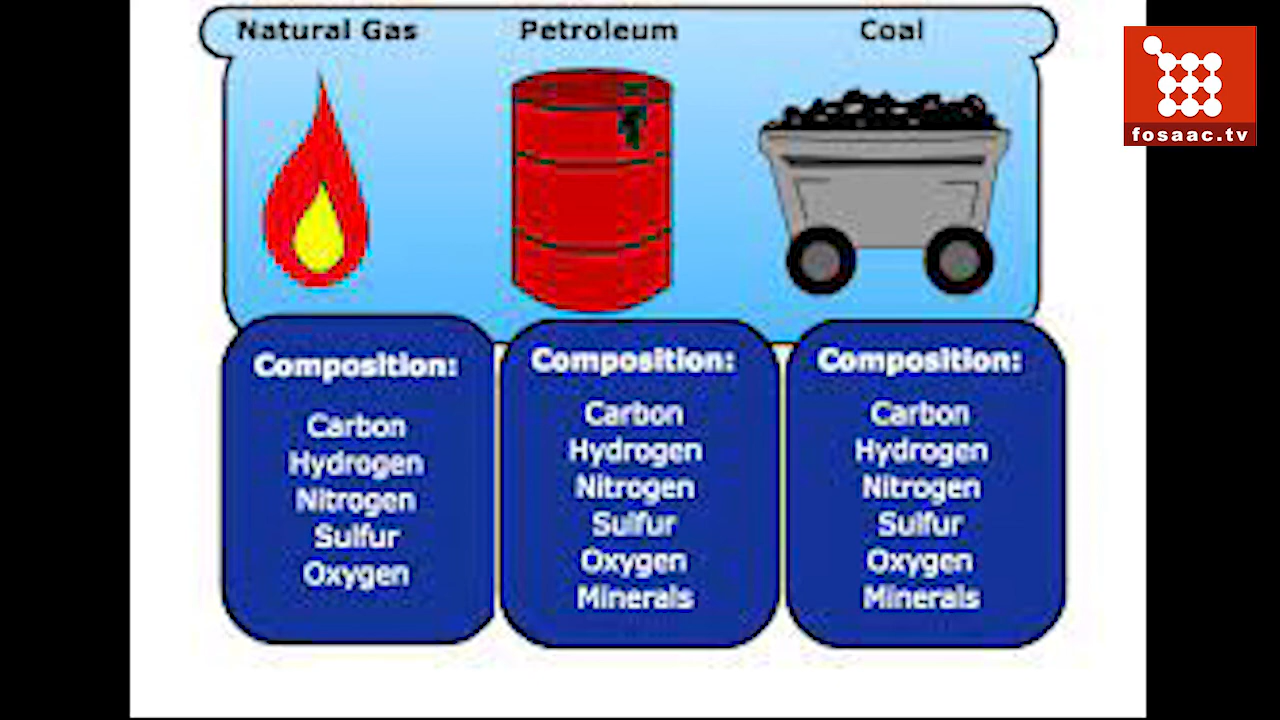 Natural Gas
Petroleum
Coal
fosaac.tv
Composition:
Carbon
Hydrogen
Nitrogen
Sulfur
Oxygen
Composition:
Carbon
Hydrogen
Nitrogen
Sulfur
Oxygen
Minerals
Composition:
Carbon
Hydrogen
Nitrogen
Sulfur
Oxygen
Minerals